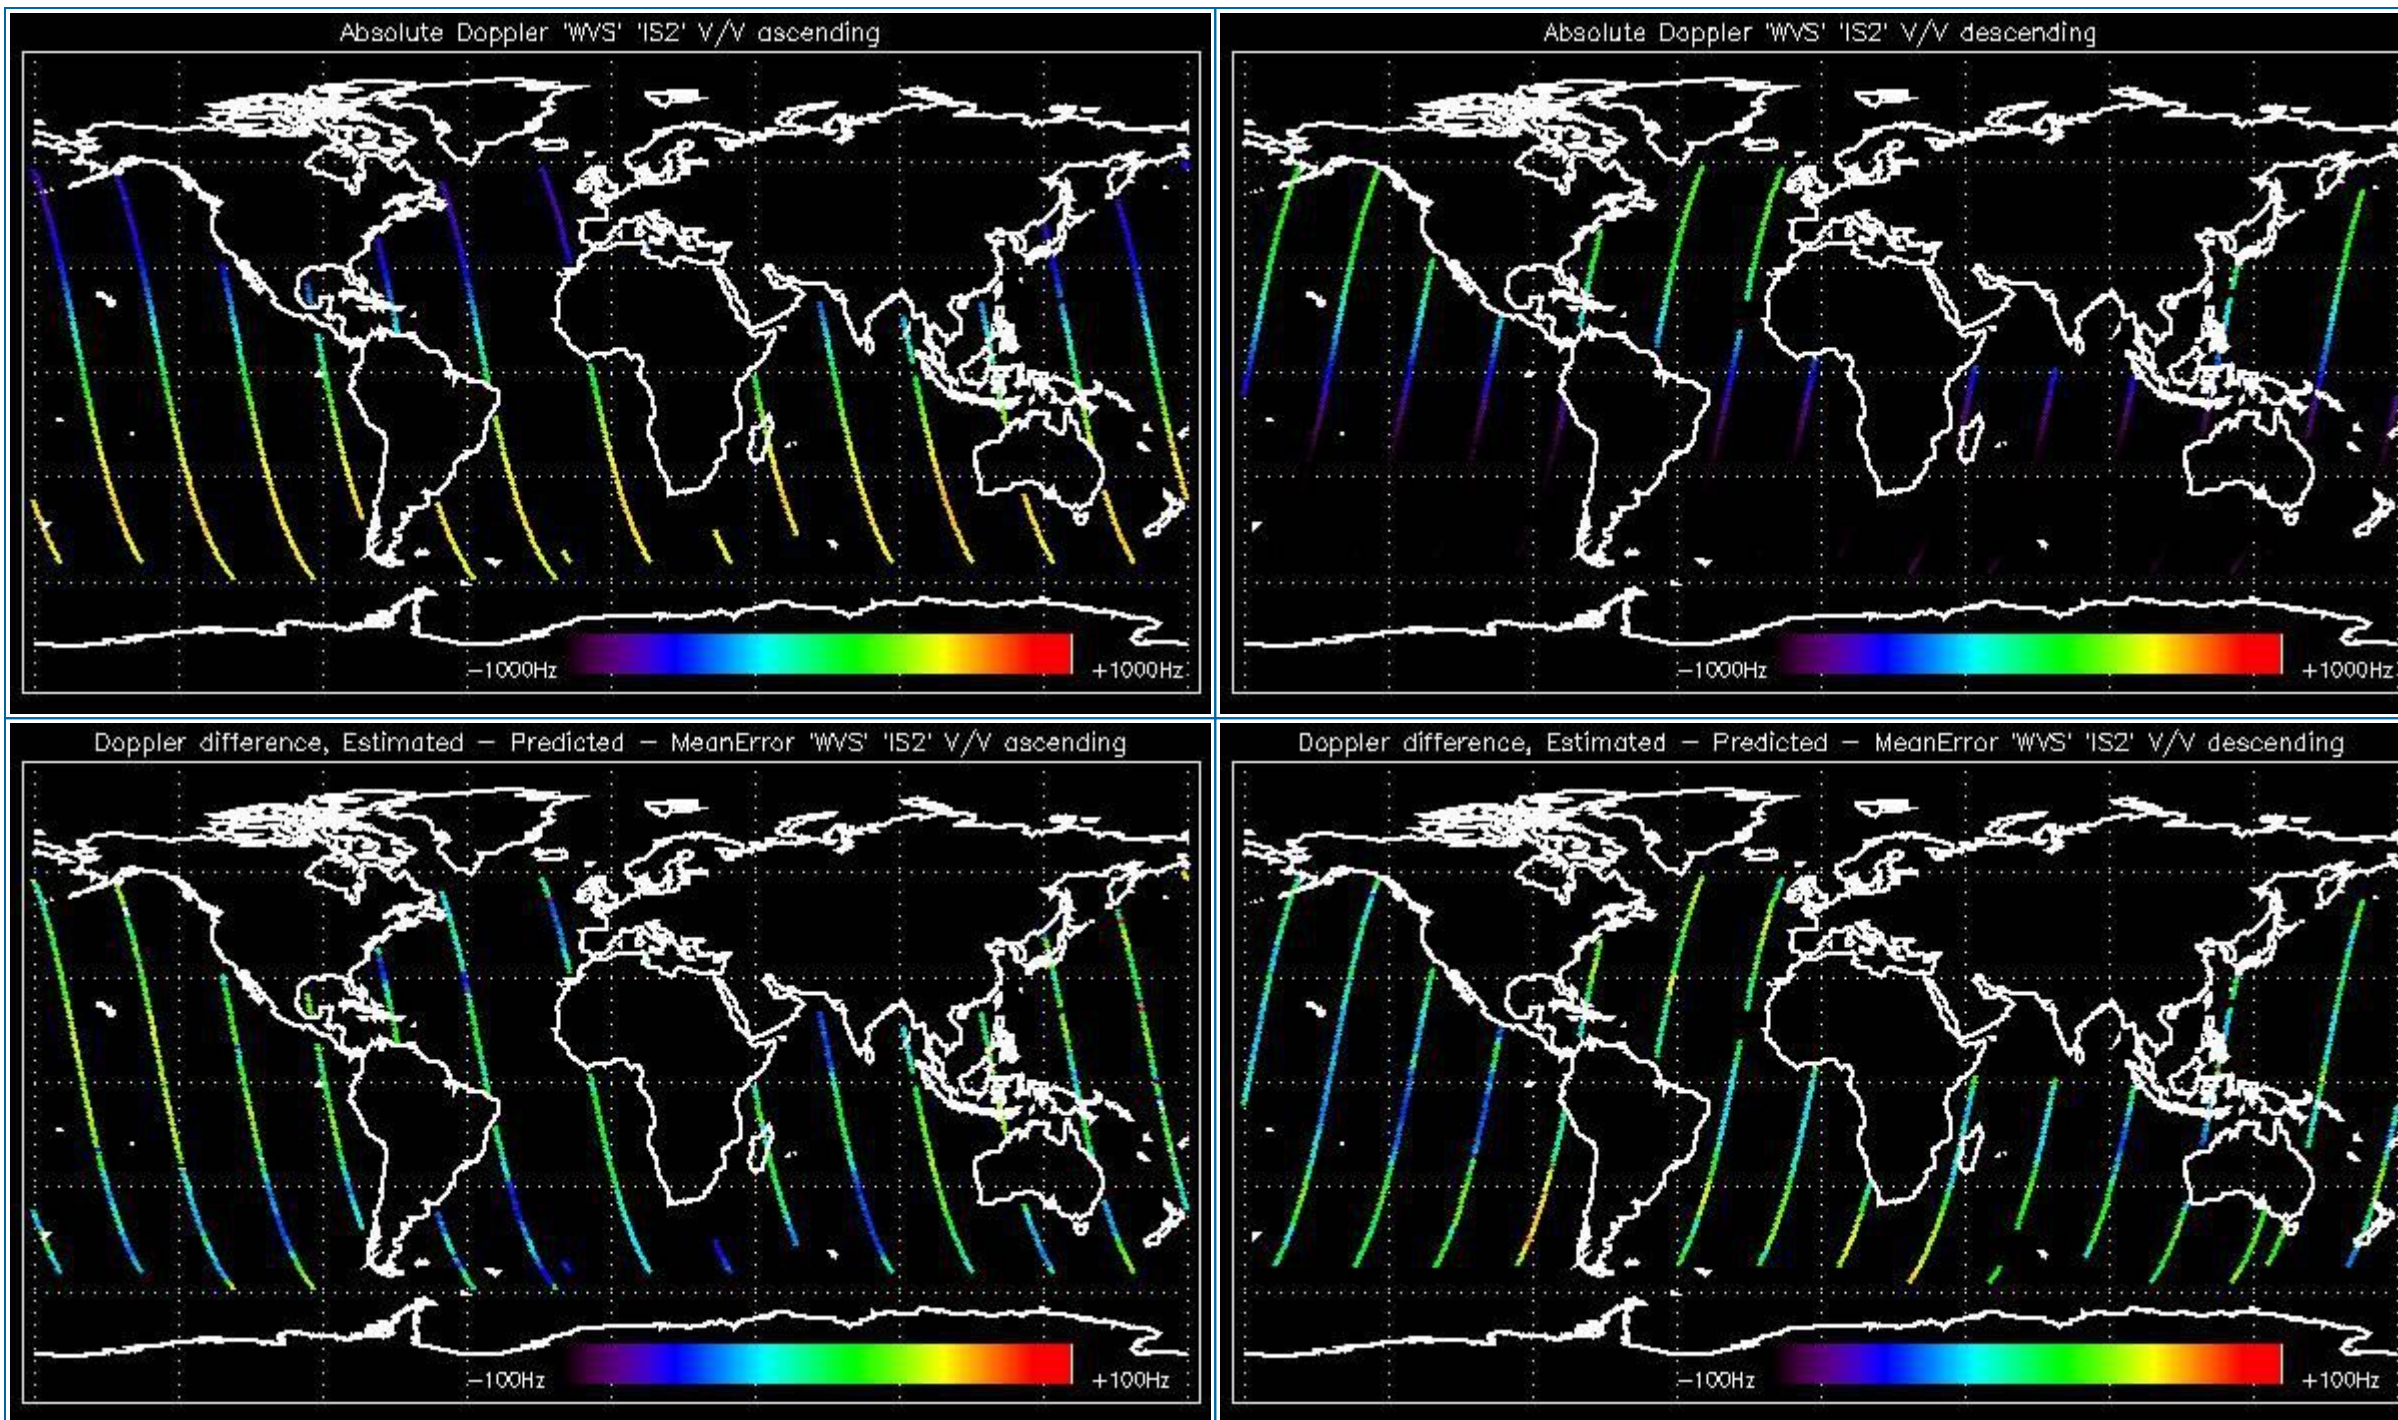 Absolute Doppler 'WVS' 'IS2' V/V ascending
-1000Hz
+1000Hz
Absolute Doppler 'WVS' 'IS2' V/V descending
-1000Hz
+1000Hz
Doppler difference, Estimated - Predicted - MeanError 'WVS' 'IS2' V/V ascending
-100Hz
+100Hz
Doppler difference, Estimated - Predicted - MeanError 'WVS' 'IS2' V/V descending
-100Hz
+100Hz